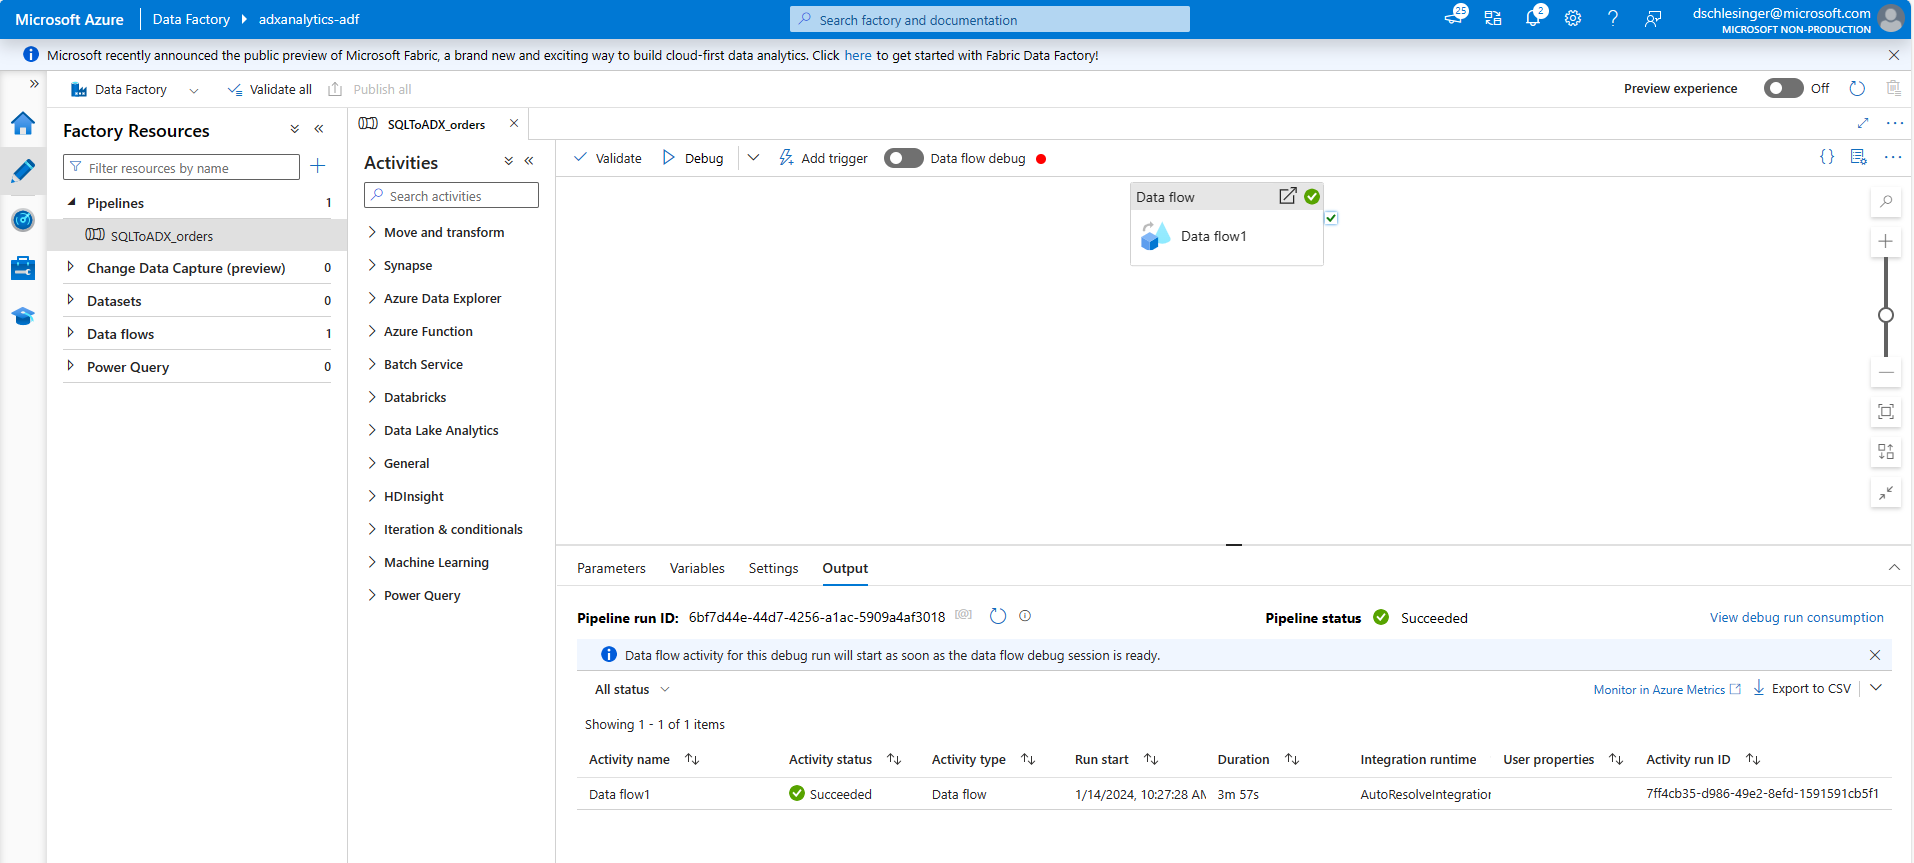 Microsoft Azure Data Factory adxanalytics-adf Search factory and documentation 25 2 dschlesinger@microsoft.com
MICROSOFT NON-PRODUCTION
Microsoft recently announced the public preview of Microsoft Fabric, a brand new and exciting way to build cloud-first data analytics. Click here to get started with Fabric Data Factory!
Data Factory Validate all Publish all Preview experience Off
Factory Resources
Filter resources by name
Pipelines 1
SQLToADX_orders
Change Data Capture (preview) 0
Datasets 0
Data flows 1
Power Query 0
SQLToADX_orders
Activities
Search activities
Move and transform
Synapse
Azure Data Explorer
Azure Function
Batch Service
Databricks
Data Lake Analytics
General
HDInsight
Iteration & conditionals
Machine Learning
Power Query
Validate Debug Add trigger Data flow debug {}
Data flow
Data flow1
Parameters Variables Settings Output
Pipeline run ID: 6bf7d44e-44d7-4256-a1ac-5909a4af3018 Pipeline status Succeeded View debug run consumption
Data flow activity for this debug run will start as soon as the data flow debug session is ready.
All status Monitor in Azure Metrics Export to CSV
Showing 1 - 1 of 1 items
Activity name Activity status Activity type Run start Duration Integration runtime User properties Activity run ID
Data flow1 Succeeded Data flow 1/14/2024, 10:27:28 AM 3m 57s AutoResolveIntegration 7ff4cb35-d986-49e2-8efd-1591591cb5f1